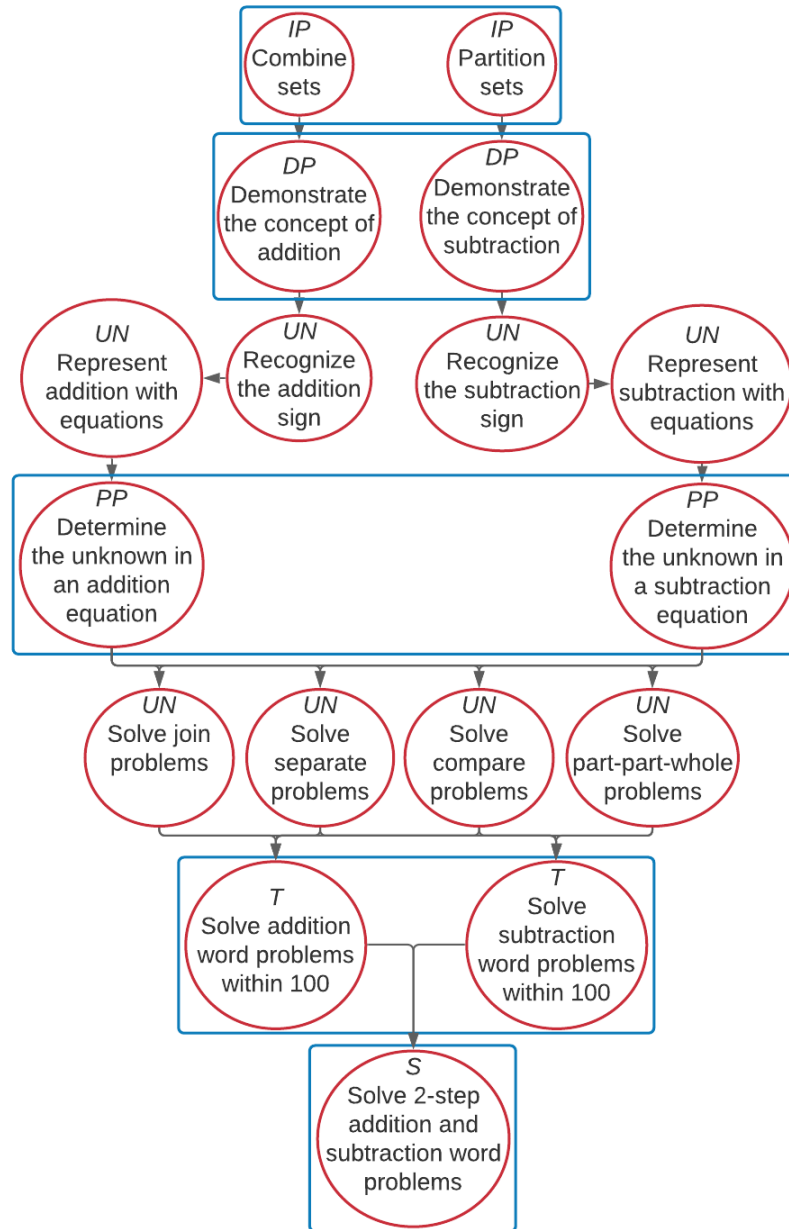 IP
Combine
sets
IP
Partition
sets
DP
Demonstrate
the concept of
addition
DP
Demonstrate
the concept of
subtraction
UN
Represent
addition with
equations
UN
Recognize
the addition
sign
UN
Recognize
the subtraction
sign
UN
Represent
subtraction with
equations
PP
Determine
the unknown in
an addition
equation
PP
Determine
the unknown in
a subtraction
equation
UN
Solve join
problems
UN
Solve
separate
problems
UN
Solve
compare
problems
UN
Solve
part-part-whole
problems
T
Solve addition
word problems
within 100
T
Solve
subtraction
word problems
within 100
S
Solve 2-step
addition and
subtraction word
problems